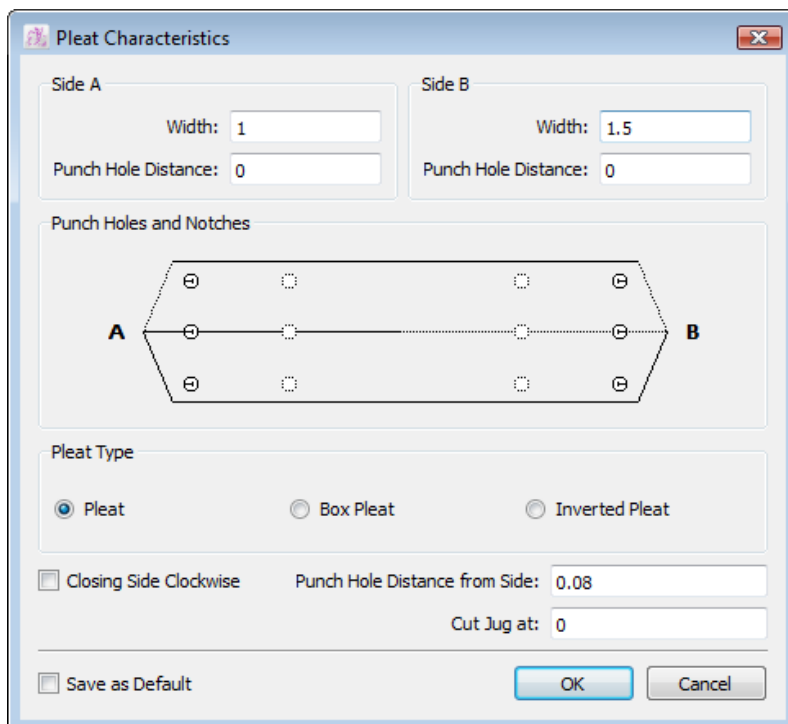 Pleat Characteristics
Side A
Side B
Width: 1
Width: 1.5
Punch Hole Distance: 0
Punch Hole Distance: 0
Punch Holes and Notches
A
B
Pleat Type
Pleat
Box Pleat
Inverted Pleat
Closing Side Clockwise
Punch Hole Distance from Side: 0.08
Cut Jug at: 0
Save as Default
OK
Cancel